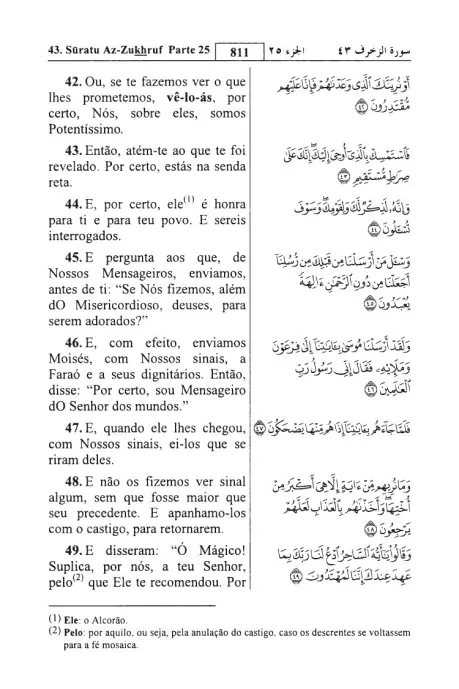 43. Sūratu Az-Zukhruf Parte 25 811 الجزء ٢٥ سورة الزخرف ٤٣
42. Ou, se te fazemos ver o que
lhes prometemos, vê-lo-ás, por
certo, Nós, sobre eles, somos
Potentíssimo.
43. Então, atém-te ao que te foi
revelado. Por certo, estás na senda
reta.
44. E, por certo, ele(1) é honra
para ti e para teu povo. E sereis
interrogados.
45. E pergunta aos que, de
Nossos Mensageiros, enviamos,
antes de ti: “Se Nós fizemos, além
dO Misericordioso, deuses, para
serem adorados?”
46. E, com efeito, enviamos
Moisés, com Nossos sinais, a
Faraó e a seus dignitários. Então,
disse: “Por certo, sou Mensageiro
dO Senhor dos mundos.”
47. E, quando ele lhes chegou,
com Nossos sinais, ei-los que se
riram deles.
48. E não os fizemos ver sinal
algum, sem que fosse maior que
seu precedente. E apanhamo-los
com o castigo, para retornarem.
49. E disseram: “Ó Mágico!
Suplica, por nós, a teu Senhor,
pelo(2) que Ele te recomendou. Por
أَوْ نُرِيَنَّكَ ٱلَّذِى وَعَدْنَٰهُمْ فَإِنَّا عَلَيْهِم
مُّقْتَدِرُونَ ٤٢
فَٱسْتَمْسِكْ بِٱلَّذِىٓ أُوحِىَ إِلَيْكَ إِنَّكَ عَلَىٰ
صِرَٰطٍ مُّسْتَقِيمٍ ٤٣
وَإِنَّهُۥ لَذِكْرٌ لَّكَ وَلِقَوْمِكَ وَسَوْفَ
تُسْـَٔلُونَ ٤٤
وَسْـَٔلْ مَنْ أَرْسَلْنَا مِن قَبْلِكَ مِن رُّسُلِنَآ
أَجَعَلْنَا مِن دُونِ ٱلرَّحْمَٰنِ ءَالِهَةً
يُعْبَدُونَ ٤٥
وَلَقَدْ أَرْسَلْنَا مُوسَىٰ بِـَٔايَٰتِنَآ إِلَىٰ فِرْعَوْنَ
وَمَلَإِي۟هِۦ فَقَالَ إِنِّى رَسُولُ رَبِّ
ٱلْعَٰلَمِينَ ٤٦
فَلَمَّا جَآءَهُم بِـَٔايَٰتِنَآ إِذَا هُم مِّنْهَا يَضْحَكُونَ ٤٧
وَمَا نُرِيهِم مِّنْ ءَايَةٍ إِلَّا هِىَ أَكْبَرُ مِنْ
أُخْتِهَا وَأَخَذْنَٰهُم بِٱلْعَذَابِ لَعَلَّهُمْ
يَرْجِعُونَ ٤٨
وَقَالُوا۟ يَٰٓأَيُّهَ ٱلسَّاحِرُ ٱدْعُ لَنَا رَبَّكَ بِمَا
عَهِدَ عِندَكَ إِنَّنَا لَمُهْتَدُونَ ٤٩
(1) Ele: o Alcorão.
(2) Pelo: por aquilo, ou seja, pela anulação do castigo, caso os descrentes se voltassem
para a fé mosaica.